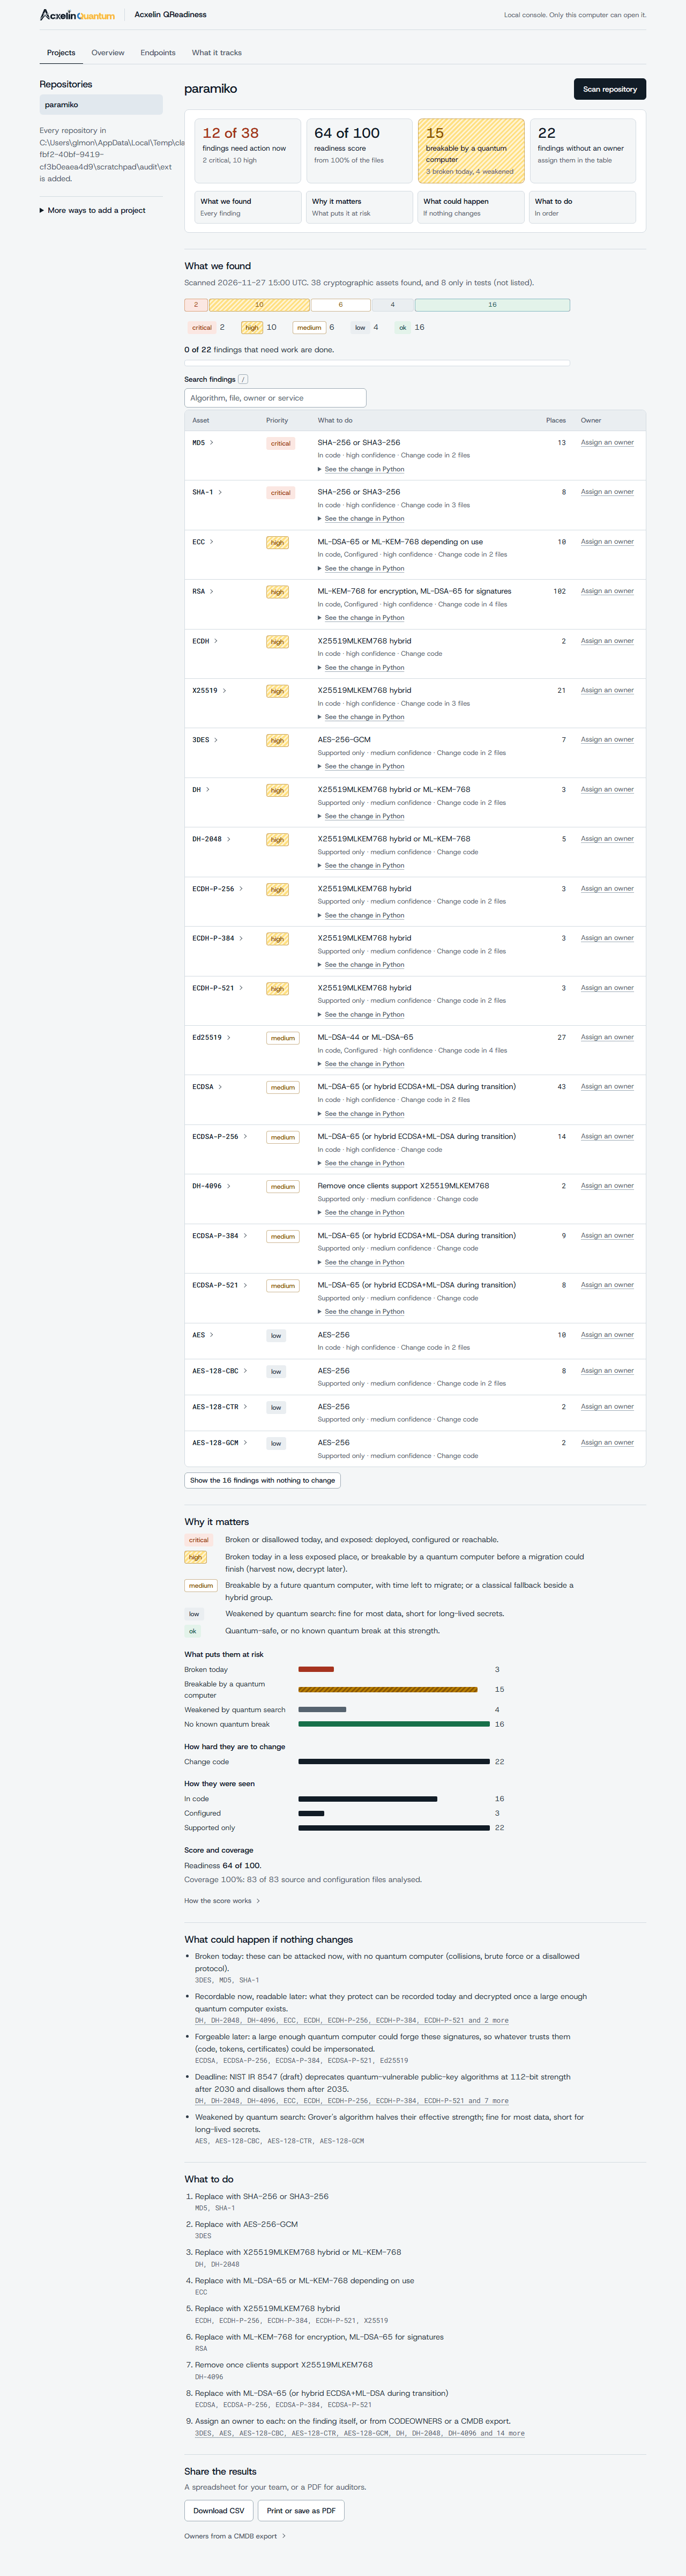 Acxelin Quantum
Acxelin QReadiness
Local console. Only this computer can open it.
Projects
Overview
Endpoints
What it tracks
Repositories
paramiko
Every repository in
C:\Users\glmon\AppData\Local\Temp\cla
fbf2-40bf-9419-
cf3b0eaea4d9\scratchpad\audit\ext
is added.
More ways to add a project
paramiko
Scan repository
12 of 38
findings need action now
2 critical, 10 high
64 of 100
readiness score
from 100% of the files
15
breakable by a quantum
computer
3 broken today, 4 weakened
22
findings without an owner
assign them in the table
What we found
Every finding
Why it matters
What puts it at risk
What could happen
If nothing changes
What to do
In order
What we found
Scanned 2026-11-27 15:00 UTC. 38 cryptographic assets found, and 8 only in tests (not listed).
2
10
6
4
16
critical 2
high 10
medium 6
low 4
ok 16
0 of 22 findings that need work are done.
Search findings /
Algorithm, file, owner or service
Asset Priority What to do Places Owner
MD5 critical SHA-256 or SHA3-256 13 Assign an owner
In code · high confidence · Change code in 2 files
See the change in Python
SHA-1 critical SHA-256 or SHA3-256 8 Assign an owner
In code · high confidence · Change code in 3 files
See the change in Python
ECC high ML-DSA-65 or ML-KEM-768 depending on use 10 Assign an owner
In code, Configured · high confidence · Change code in 2 files
See the change in Python
RSA high ML-KEM-768 for encryption, ML-DSA-65 for signatures 102 Assign an owner
In code, Configured · high confidence · Change code in 4 files
See the change in Python
ECDH high X25519MLKEM768 hybrid 2 Assign an owner
In code · high confidence · Change code
See the change in Python
X25519 high X25519MLKEM768 hybrid 21 Assign an owner
In code · high confidence · Change code in 3 files
See the change in Python
3DES high AES-256-GCM 7 Assign an owner
Supported only · medium confidence · Change code in 2 files
See the change in Python
DH high X25519MLKEM768 hybrid or ML-KEM-768 3 Assign an owner
Supported only · medium confidence · Change code in 2 files
See the change in Python
DH-2048 high X25519MLKEM768 hybrid or ML-KEM-768 5 Assign an owner
Supported only · medium confidence · Change code
See the change in Python
ECDH-P-256 high X25519MLKEM768 hybrid 3 Assign an owner
Supported only · medium confidence · Change code in 2 files
See the change in Python
ECDH-P-384 high X25519MLKEM768 hybrid 3 Assign an owner
Supported only · medium confidence · Change code in 2 files
See the change in Python
ECDH-P-521 high X25519MLKEM768 hybrid 3 Assign an owner
Supported only · medium confidence · Change code in 2 files
See the change in Python
Ed25519 medium ML-DSA-44 or ML-DSA-65 27 Assign an owner
In code, Configured · high confidence · Change code in 4 files
See the change in Python
ECDSA medium ML-DSA-65 (or hybrid ECDSA+ML-DSA during transition) 43 Assign an owner
In code · high confidence · Change code in 2 files
See the change in Python
ECDSA-P-256 medium ML-DSA-65 (or hybrid ECDSA+ML-DSA during transition) 14 Assign an owner
In code · high confidence · Change code
See the change in Python
DH-4096 medium Remove once clients support X25519MLKEM768 2 Assign an owner
Supported only · medium confidence · Change code
See the change in Python
ECDSA-P-384 medium ML-DSA-65 (or hybrid ECDSA+ML-DSA during transition) 9 Assign an owner
Supported only · medium confidence · Change code
See the change in Python
ECDSA-P-521 medium ML-DSA-65 (or hybrid ECDSA+ML-DSA during transition) 8 Assign an owner
Supported only · medium confidence · Change code
See the change in Python
AES low AES-256 10 Assign an owner
In code · high confidence · Change code in 2 files
AES-128-CBC low AES-256 8 Assign an owner
Supported only · medium confidence · Change code in 2 files
AES-128-CTR low AES-256 2 Assign an owner
Supported only · medium confidence · Change code
AES-128-GCM low AES-256 2 Assign an owner
Supported only · medium confidence · Change code
Show the 16 findings with nothing to change
Why it matters
critical Broken or disallowed today, and exposed: deployed, configured or reachable.
high Broken today in a less exposed place, or breakable by a quantum computer before a migration could
finish (harvest now, decrypt later).
medium Breakable by a future quantum computer, with time left to migrate; or a classical fallback beside a
hybrid group.
low Weakened by quantum search: fine for most data, short for long-lived secrets.
ok Quantum-safe, or no known quantum break at this strength.
What puts them at risk
Broken today 3
Breakable by a quantum
computer 15
Weakened by quantum search 4
No known quantum break 16
How hard they are to change
Change code 22
How they were seen
In code 16
Configured 3
Supported only 22
Score and coverage
Readiness 64 of 100.
Coverage 100%: 83 of 83 source and configuration files analysed.
How the score works
What could happen if nothing changes
• Broken today: these can be attacked now, with no quantum computer (collisions, brute force or a disallowed
protocol).
3DES, MD5, SHA-1
• Recordable now, readable later: what they protect can be recorded today and decrypted once a large enough
quantum computer exists.
DH, DH-2048, DH-4096, ECC, ECDH, ECDH-P-256, ECDH-P-384, ECDH-P-521 and 2 more
• Forgeable later: a large enough quantum computer could forge these signatures, so whatever trusts them
(code, tokens, certificates) could be impersonated.
ECDSA, ECDSA-P-256, ECDSA-P-384, ECDSA-P-521, Ed25519
• Deadline: NIST IR 8547 (draft) deprecates quantum-vulnerable public-key algorithms at 112-bit strength
after 2030 and disallows them after 2035.
DH, DH-2048, DH-4096, ECC, ECDH, ECDH-P-256, ECDH-P-384, ECDH-P-521 and 7 more
• Weakened by quantum search: Grover's algorithm halves their effective strength; fine for most data, short for
long-lived secrets.
AES, AES-128-CBC, AES-128-CTR, AES-128-GCM
What to do
1. Replace with SHA-256 or SHA3-256
MD5, SHA-1
2. Replace with AES-256-GCM
3DES
3. Replace with X25519MLKEM768 hybrid or ML-KEM-768
DH, DH-2048
4. Replace with ML-DSA-65 or ML-KEM-768 depending on use
ECC
5. Replace with X25519MLKEM768 hybrid
ECDH, ECDH-P-256, ECDH-P-384, ECDH-P-521, X25519
6. Replace with ML-KEM-768 for encryption, ML-DSA-65 for signatures
RSA
7. Remove once clients support X25519MLKEM768
DH-4096
8. Replace with ML-DSA-65 (or hybrid ECDSA+ML-DSA during transition)
ECDSA, ECDSA-P-256, ECDSA-P-384, ECDSA-P-521
9. Assign an owner to each: on the finding itself, or from CODEOWNERS or a CMDB export.
3DES, AES, AES-128-CBC, AES-128-CTR, AES-128-GCM, DH, DH-2048, DH-4096 and 14 more
Share the results
A spreadsheet for your team, or a PDF for auditors.
Download CSV
Print or save as PDF
Owners from a CMDB export